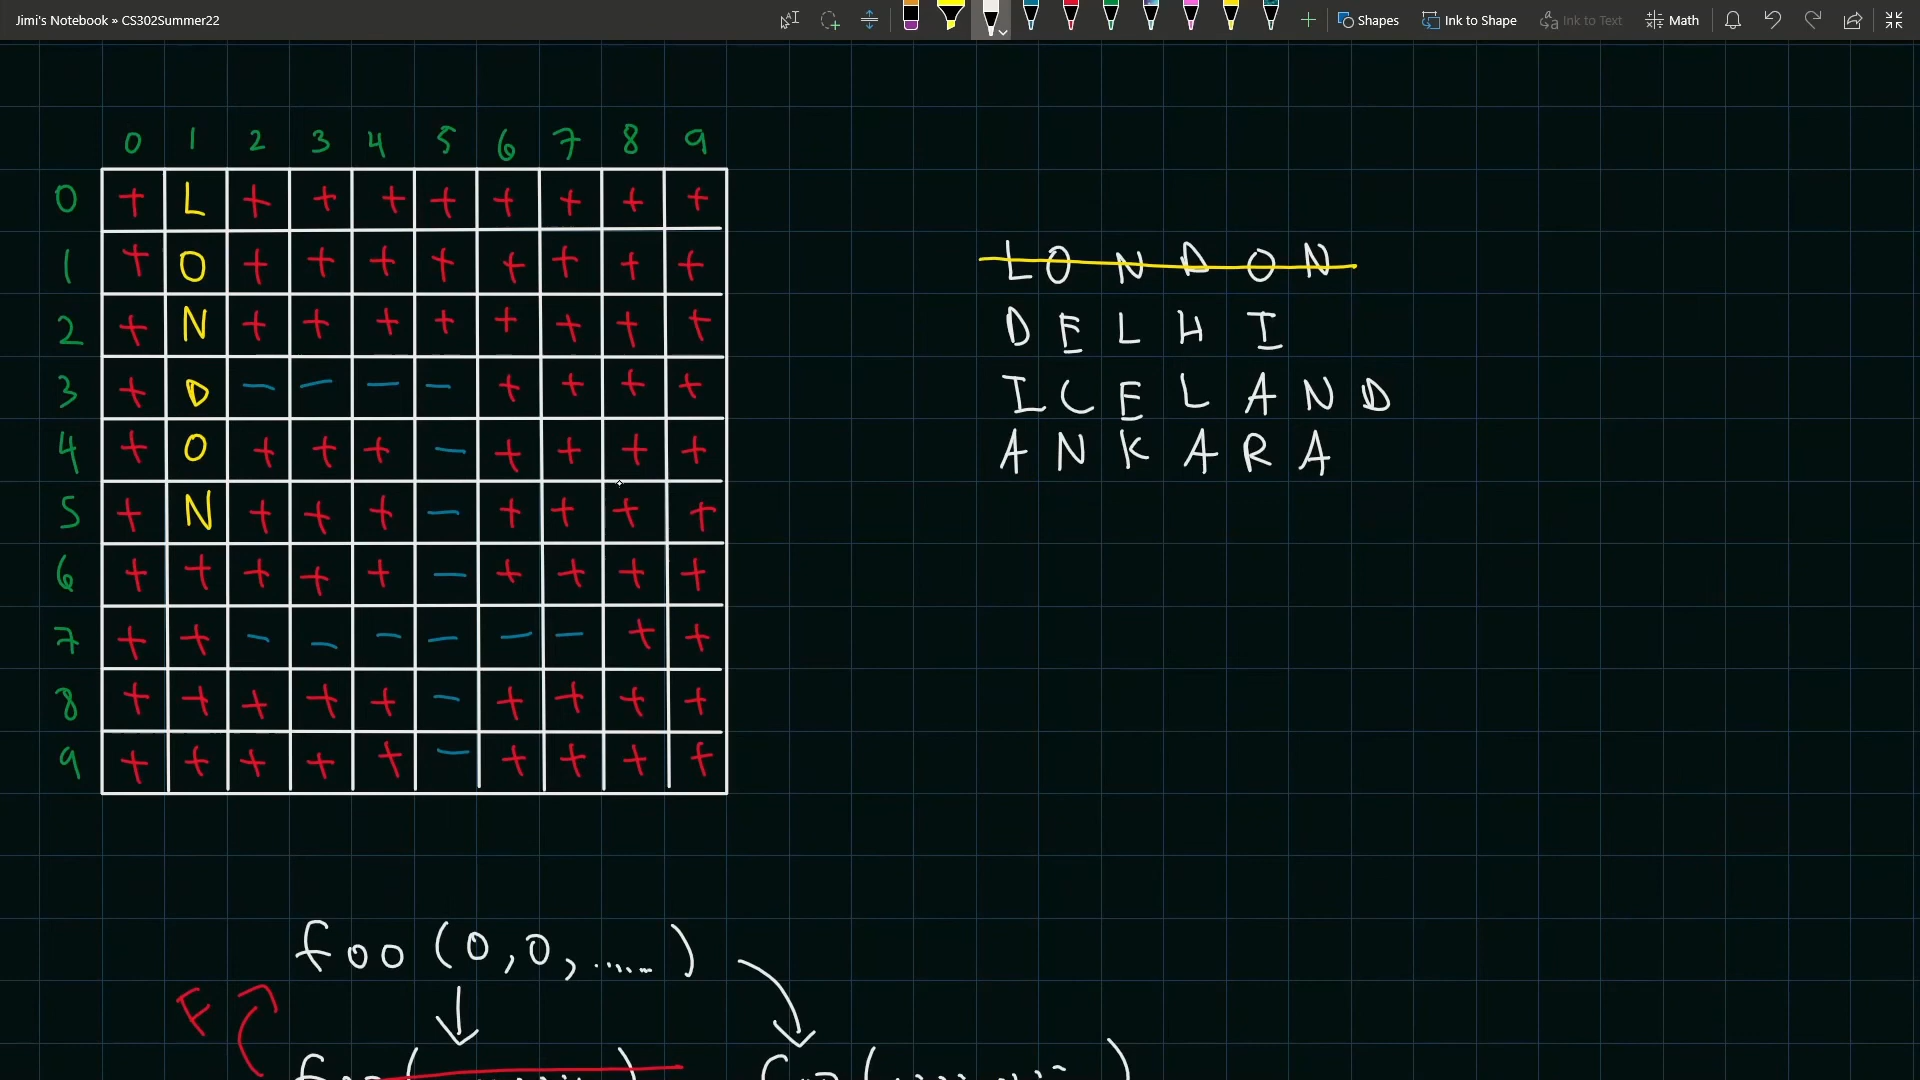 Jimi's Notebook » CS302Summer22
Shapes Ink to Shape Ink to Text Math
0 1 2 3 4 5 6 7 8 9
0 + L + + + + + + + +
1 + O + + + + + + + +
2 + N + + + + + + + +
3 + D - - - - + + + +
4 + O + + + - + + + +
5 + N + + + - + + + +
6 + + + + + - + + + +
7 + + - - - - - - + +
8 + + + + + - + + + +
9 + + + + + - + + + +
LONDON
DELHI
ICELAND
ANKARA
foo (0,0,......)
F